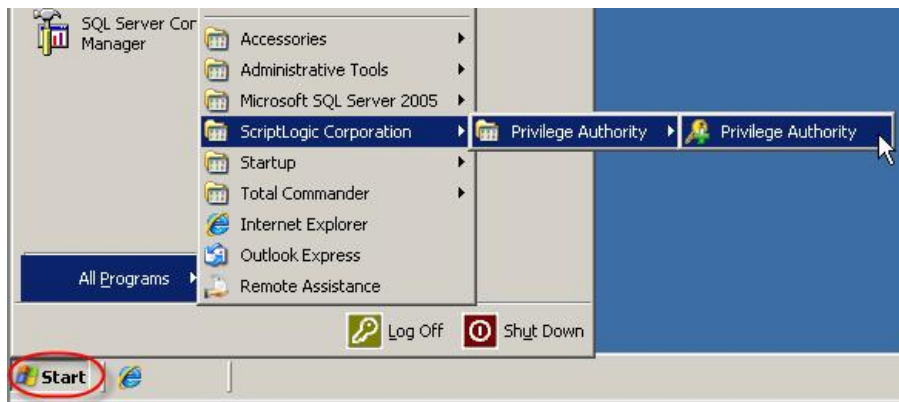 SQL Server Cor
Manager
Accessories
Administrative Tools
Microsoft SQL Server 2005
ScriptLogic Corporation
Privilege Authority
Privilege Authority
Startup
Total Commander
Internet Explorer
Outlook Express
Remote Assistance
All Programs
Log Off
Shut Down
Start